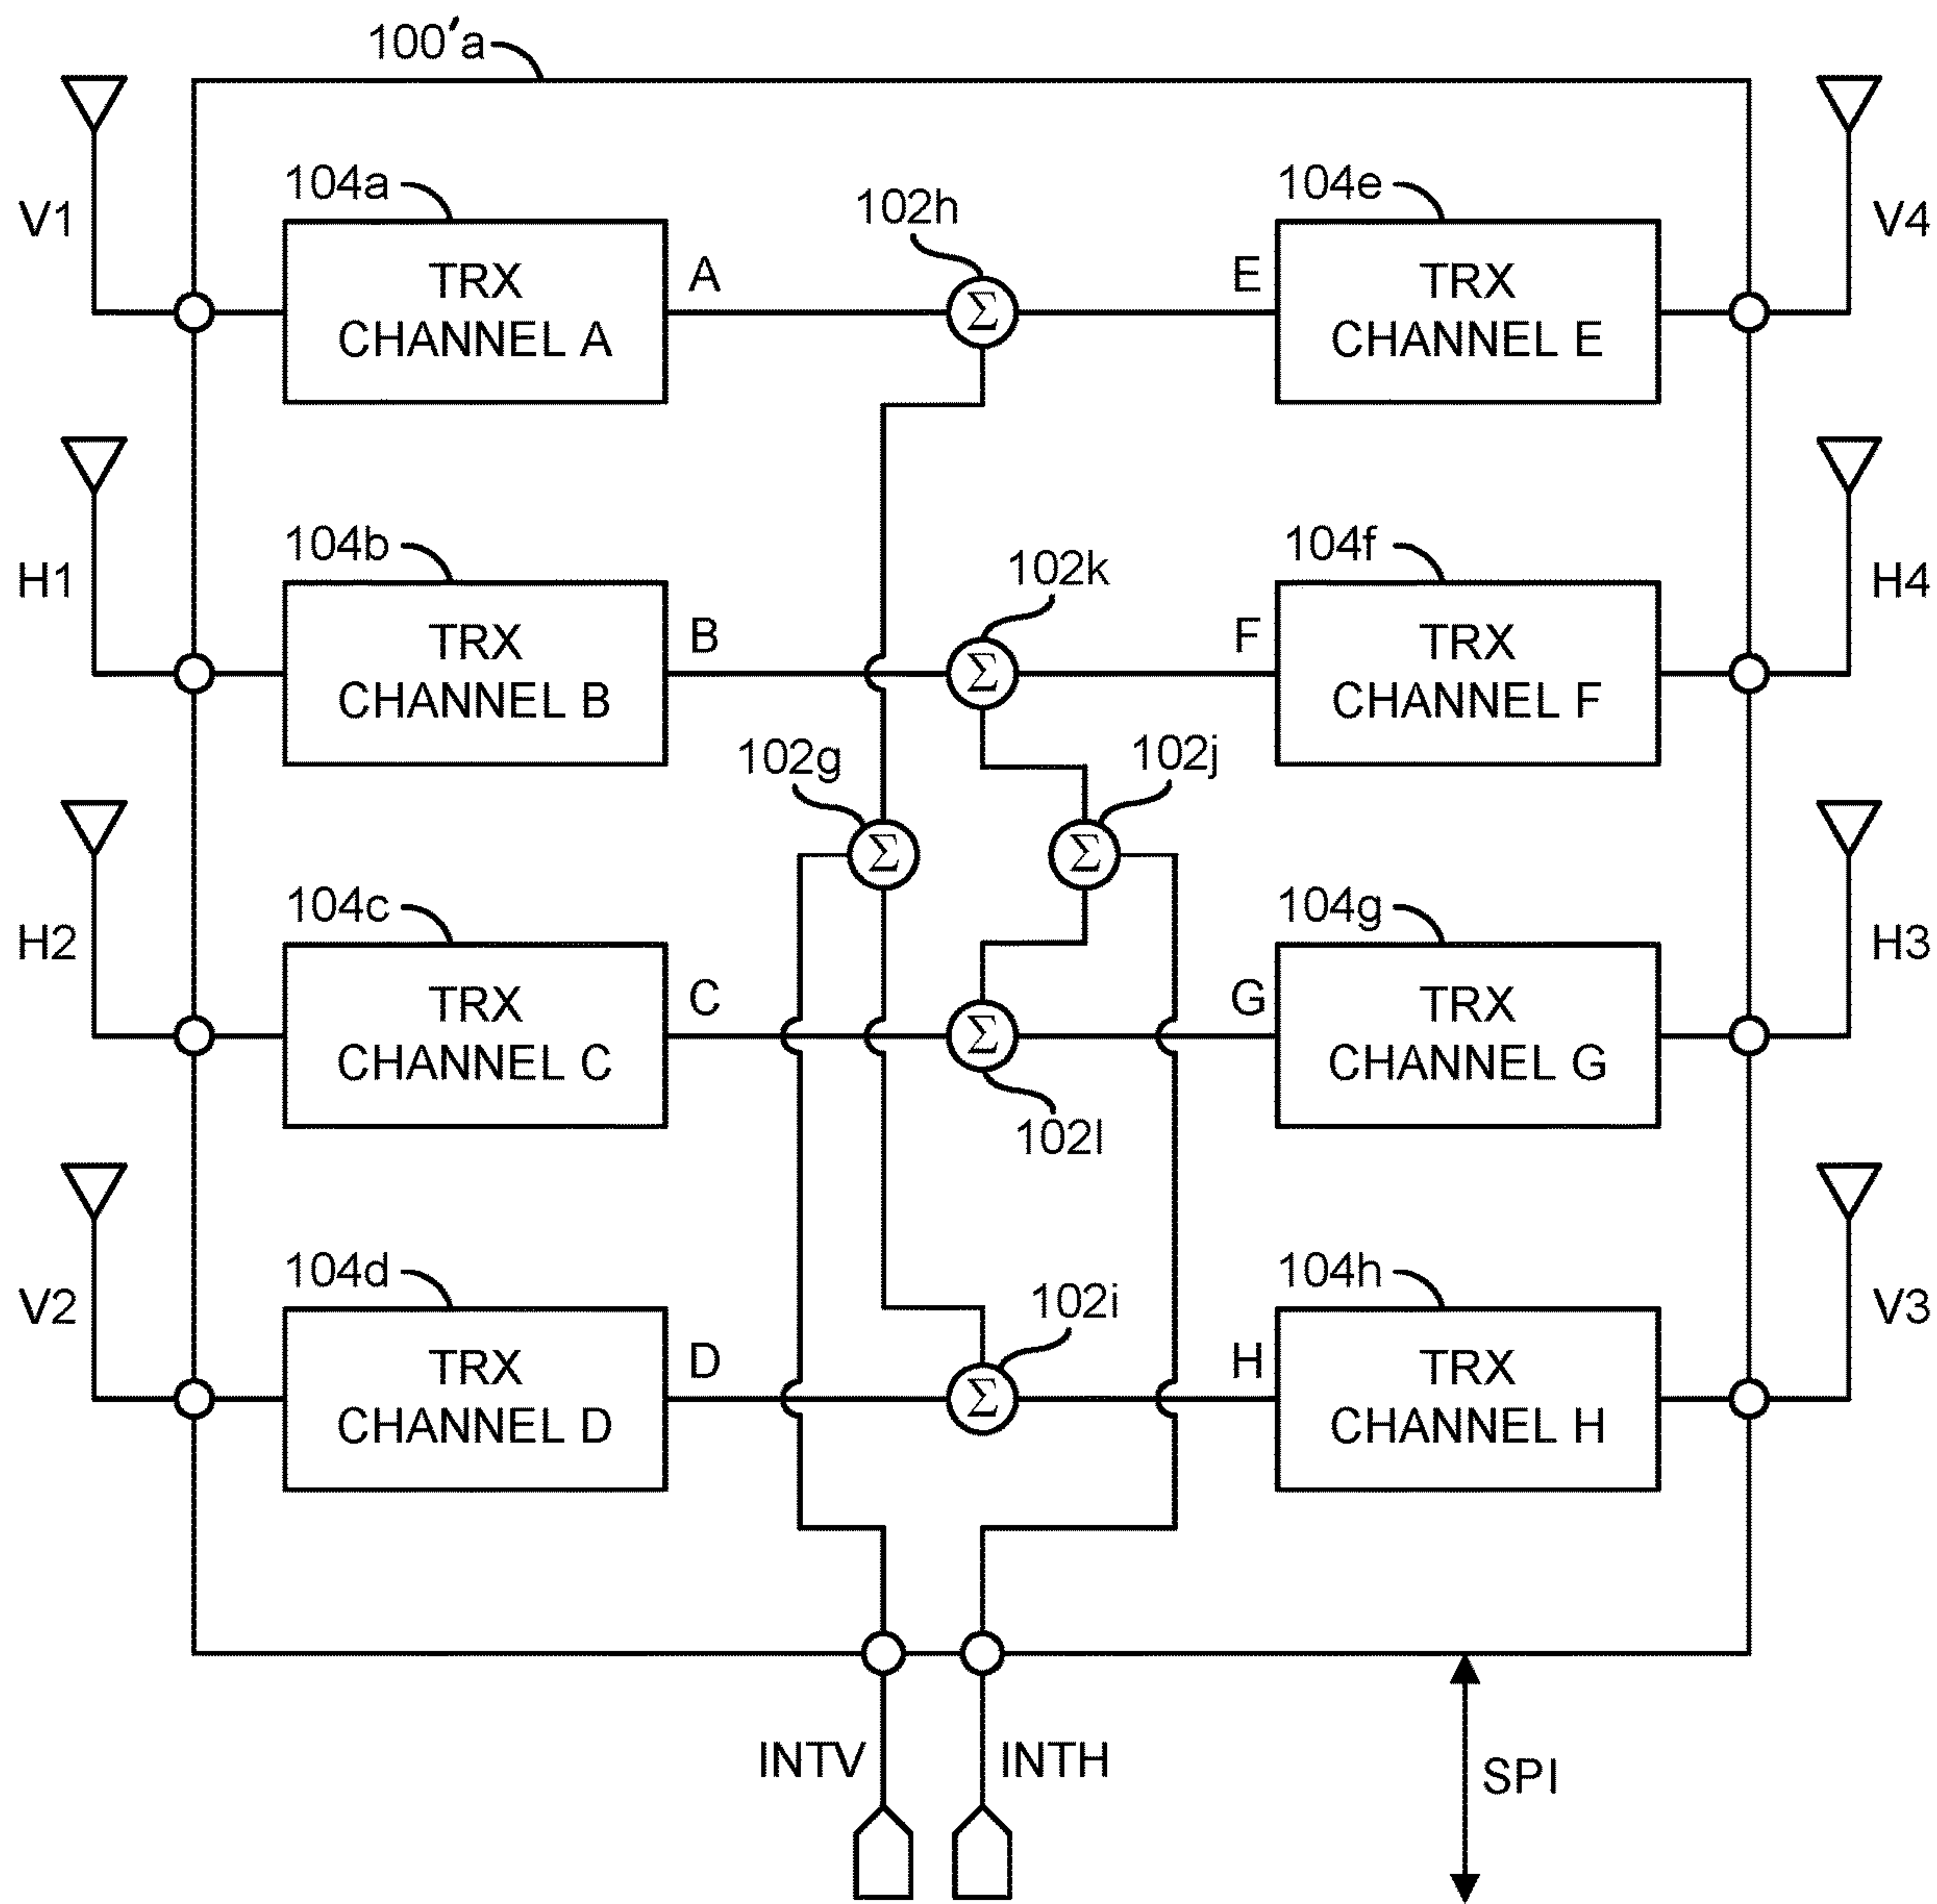 100'a
104a
102h
104e
V1
V4
TRX
CHANNEL A
A
Σ
E
TRX
CHANNEL E
104b
102k
104f
H1
H4
TRX
CHANNEL B
B
Σ
F
TRX
CHANNEL F
102g
102j
Σ
Σ
104c
104g
H2
H3
TRX
CHANNEL C
C
Σ
G
TRX
CHANNEL G
102l
104d
102i
104h
V2
V3
TRX
CHANNEL D
D
Σ
H
TRX
CHANNEL H
INTV
INTH
SPI